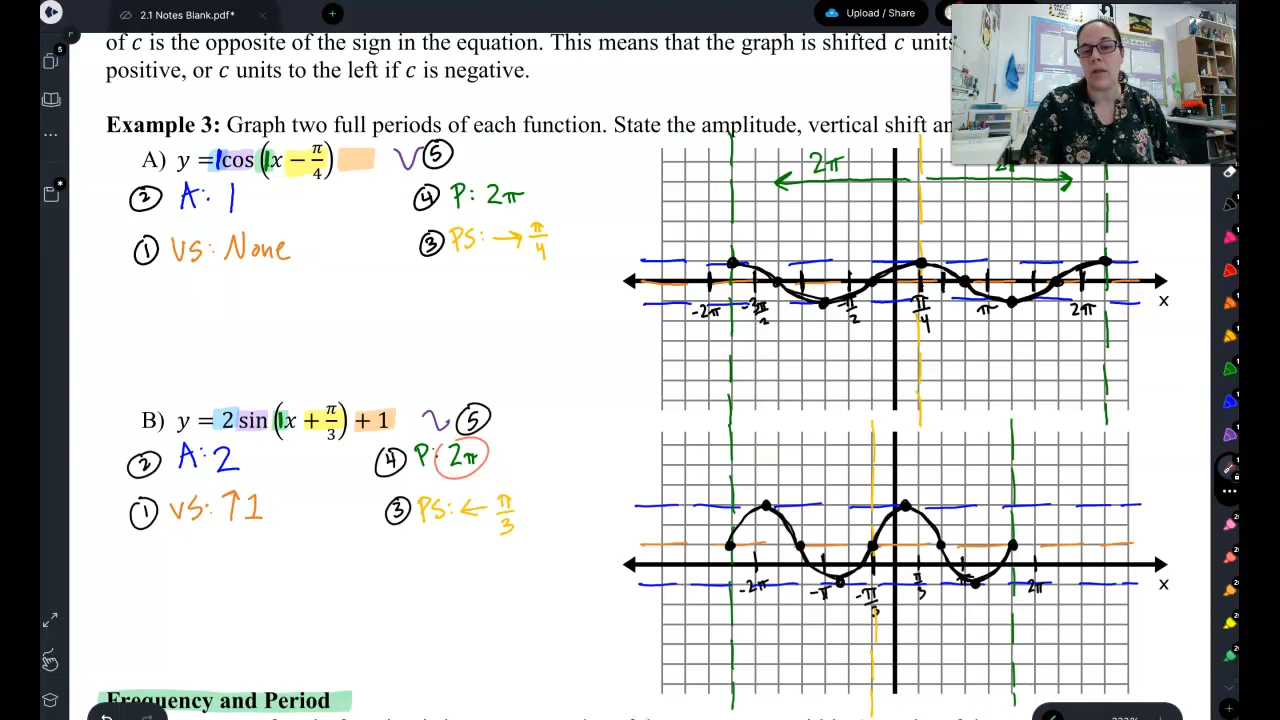 2.1 Notes Blank.pdf*
Upload / Share
5
of c is the opposite of the sign in the equation. This means that the graph is shifted c units
positive, or c units to the left if c is negative.
Example 3: Graph two full periods of each function. State the amplitude, vertical shift an
A) y = 1cos(1x − π/4) ⑤
② A: 1 ④ P: 2π
① VS: None ③ PS: → π/4
2π 2π
-2π -3π/2 -π/2 π/4 π 2π x
B) y = 2 sin(1x + π/3) + 1 ⑤
② A: 2 ④ P: 2π
① VS: ↑1 ③ PS: ← π/3
-2π -π -π/3 π/3 π 2π x
Frequency and Period